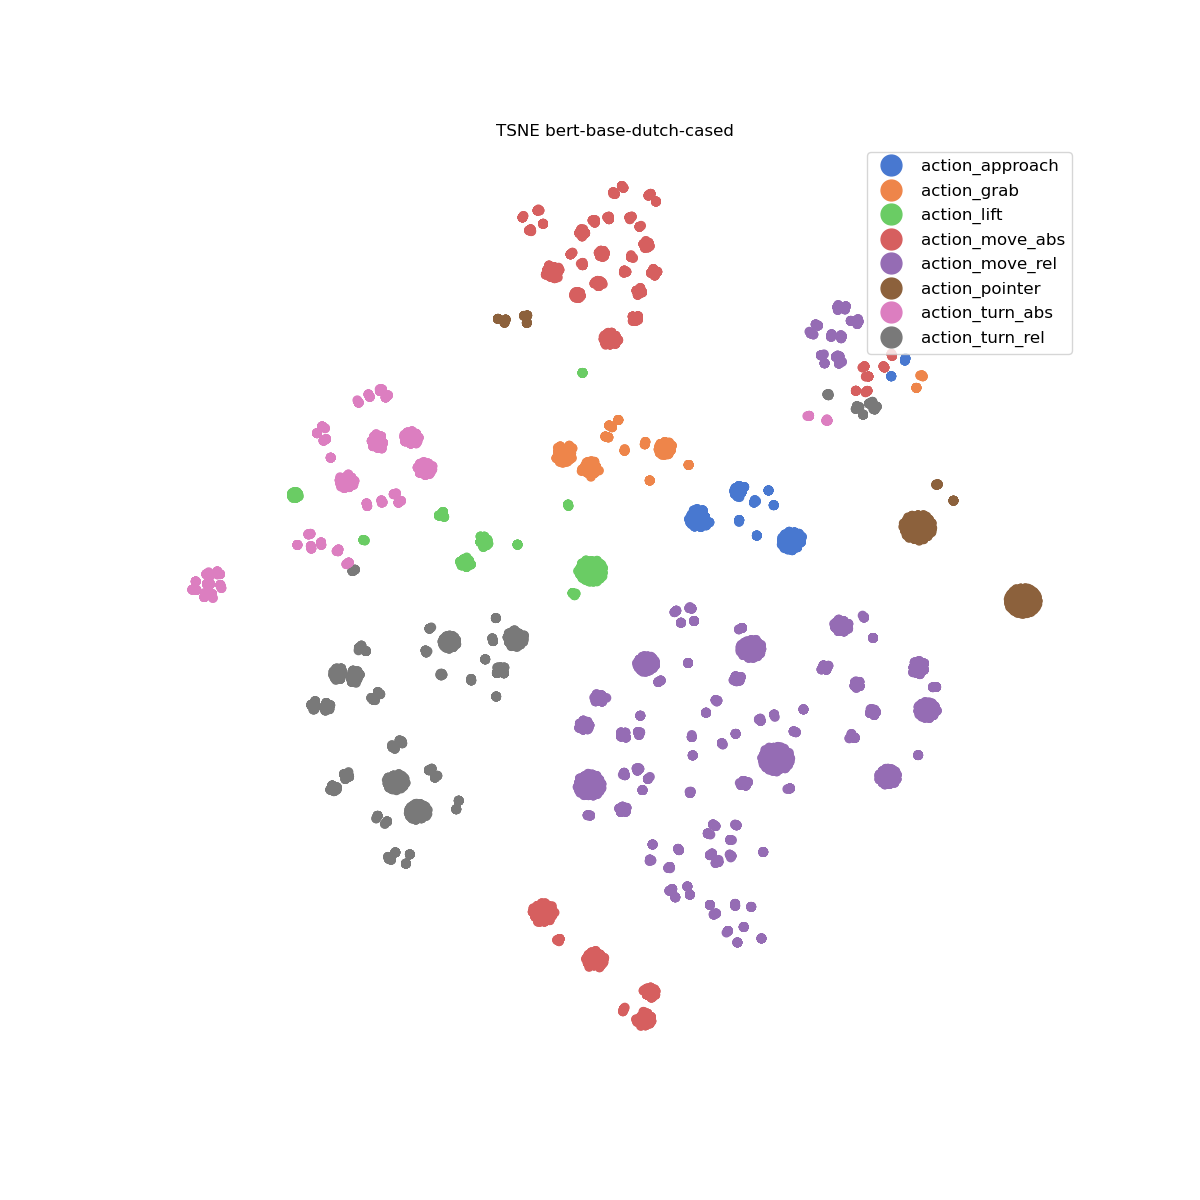 TSNE bert-base-dutch-cased
action_approach
action_grab
action_lift
action_move_abs
action_move_rel
action_pointer
action_turn_abs
action_turn_rel